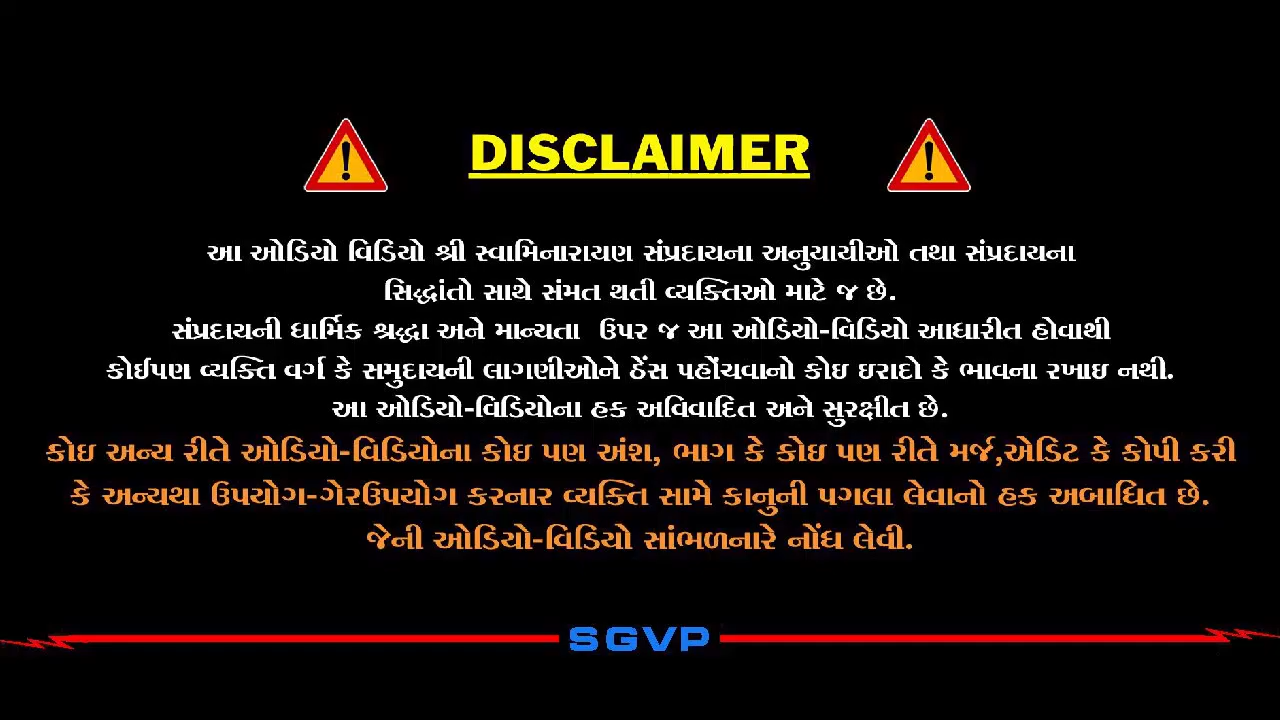 DISCLAIMER
આ ઓડિયો વિડિયો શ્રી સ્વામિનારાયણ સંપ્રદાયના અનુયાયીઓ તથા સંપ્રદાયના
સિદ્ધાંતો સાથે સંમત થતી વ્યક્તિઓ માટે જ છે.
સંપ્રદાયની ધાર્મિક શ્રદ્ધા અને માન્યતા ઉપર જ આ ઓડિયો-વિડિયો આધારીત હોવાથી
કોઈપણ વ્યક્તિ વર્ગ કે સમુદાયની લાગણીઓને ઠેંસ પહોંચવાનો કોઇ ઇરાદો કે ભાવના રખાઇ નથી.
આ ઓડિયો-વિડિયોના હક અવિવાદિત અને સુરક્ષીત છે.
કોઇ અન્ય રીતે ઓડિયો-વિડિયોના કોઇ પણ અંશ, ભાગ કે કોઇ પણ રીતે મર્જ,એડિટ કે કોપી કરી
કે અન્યથા ઉપયોગ-ગેરઉપયોગ કરનાર વ્યક્તિ સામે કાનુની પગલા લેવાનો હક અબાધિત છે.
જેની ઓડિયો-વિડિયો સાંભળનારે નોંધ લેવી.
SGVP